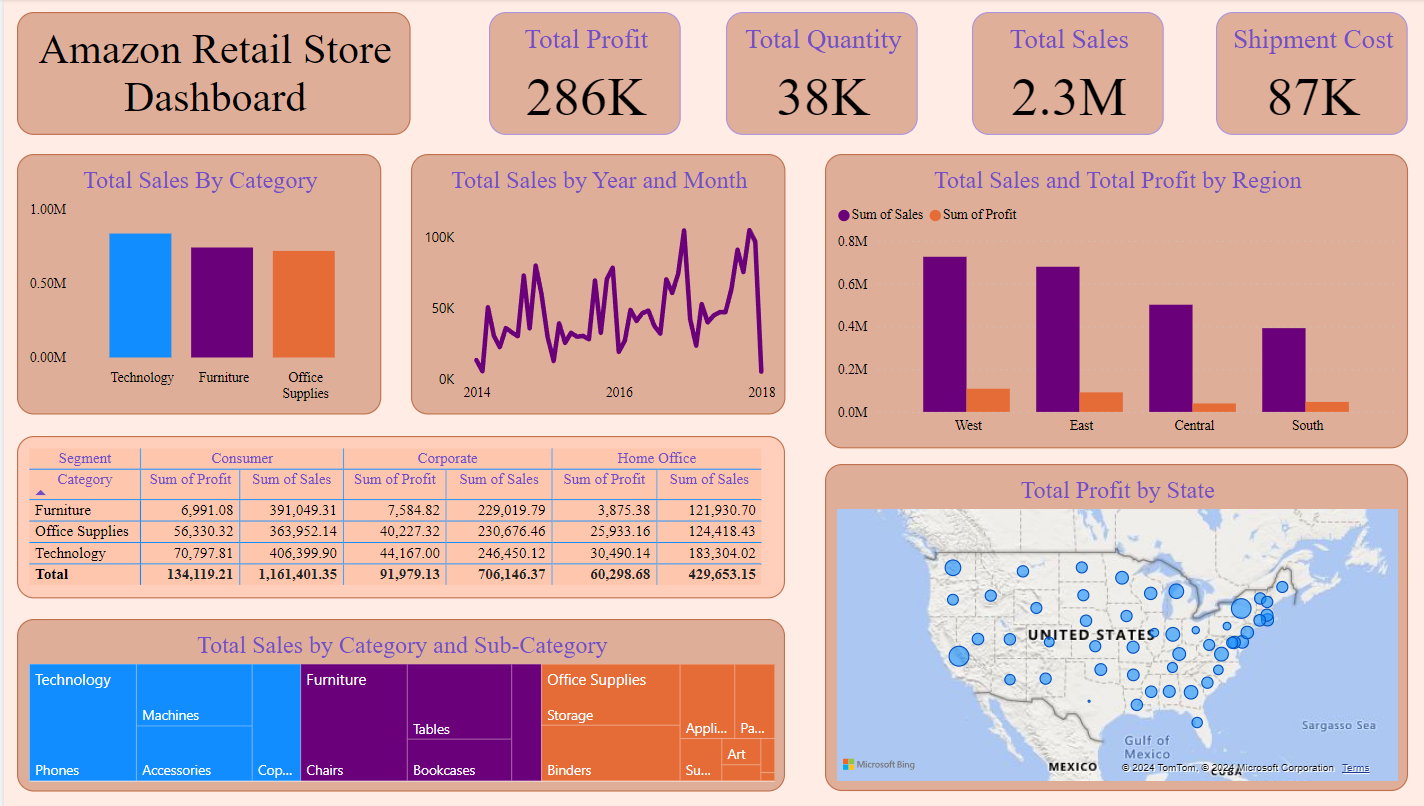 Amazon Retail Store
Dashboard
Total Profit
286K
Total Quantity
38K
Total Sales
2.3M
Shipment Cost
87K
Total Sales By Category
1.00M
0.50M
0.00M
Technology
Furniture
Office
Supplies
Total Sales by Year and Month
100K
50K
0K
2014
2016
2018
Total Sales and Total Profit by Region
Sum of Sales
Sum of Profit
0.8M
0.6M
0.4M
0.2M
0.0M
West
East
Central
South
Segment Consumer Corporate Home Office
Category Sum of Profit Sum of Sales Sum of Profit Sum of Sales Sum of Profit Sum of Sales
Furniture 6,991.08 391,049.31 7,584.82 229,019.79 3,875.38 121,930.70
Office Supplies 56,330.32 363,952.14 40,227.32 230,676.46 25,933.16 124,418.43
Technology 70,797.81 406,399.90 44,167.00 246,450.12 30,490.14 183,304.02
Total 134,119.21 1,161,401.35 91,979.13 706,146.37 60,298.68 429,653.15
Total Sales by Category and Sub-Category
Technology
Phones
Machines
Accessories
Cop...
Furniture
Chairs
Tables
Bookcases
Office Supplies
Storage
Binders
Appli...
Pa...
Su...
Art
Total Profit by State
UNITED STATES
Sargasso Sea
Gulf of
Mexico
MEXICO
CUBA
Microsoft Bing
© 2024 TomTom, © 2024 Microsoft Corporation Terms